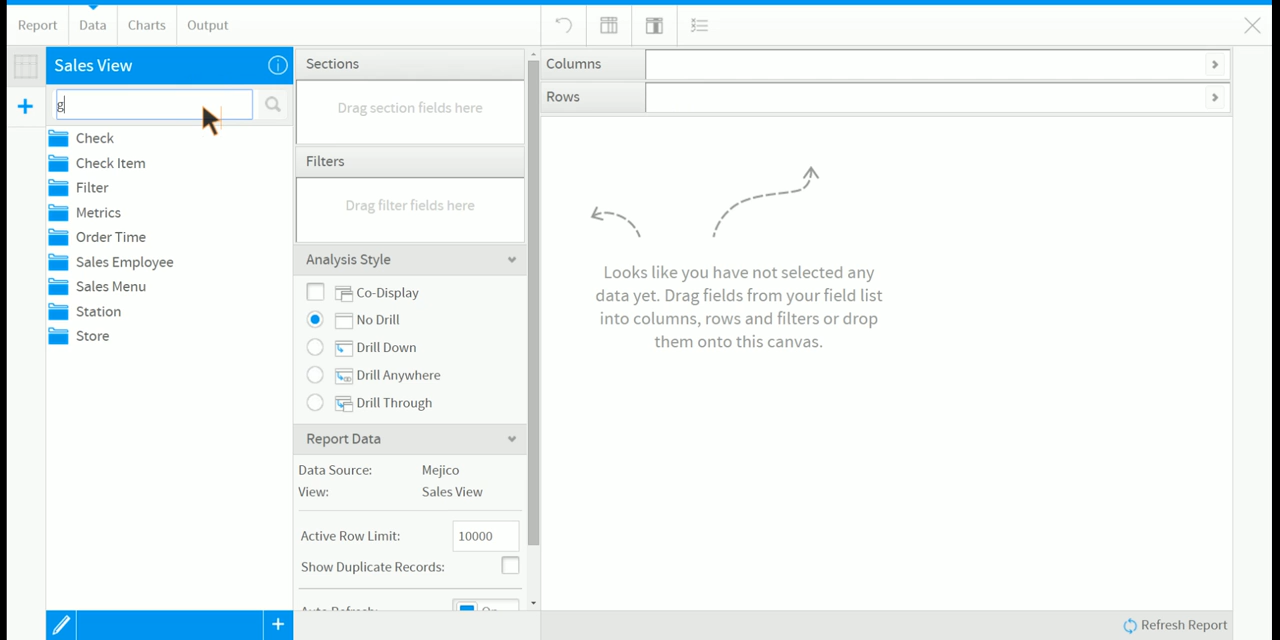 Report Data Charts Output
Sales View
g
Check
Check Item
Filter
Metrics
Order Time
Sales Employee
Sales Menu
Station
Store
Sections
Drag section fields here
Filters
Drag filter fields here
Analysis Style
Co-Display
No Drill
Drill Down
Drill Anywhere
Drill Through
Report Data
Data Source: Mejico
View: Sales View
Active Row Limit: 10000
Show Duplicate Records:
Auto Refresh: On
Columns
Rows
Looks like you have not selected any
data yet. Drag fields from your field list
into columns, rows and filters or drop
them onto this canvas.
Refresh Report